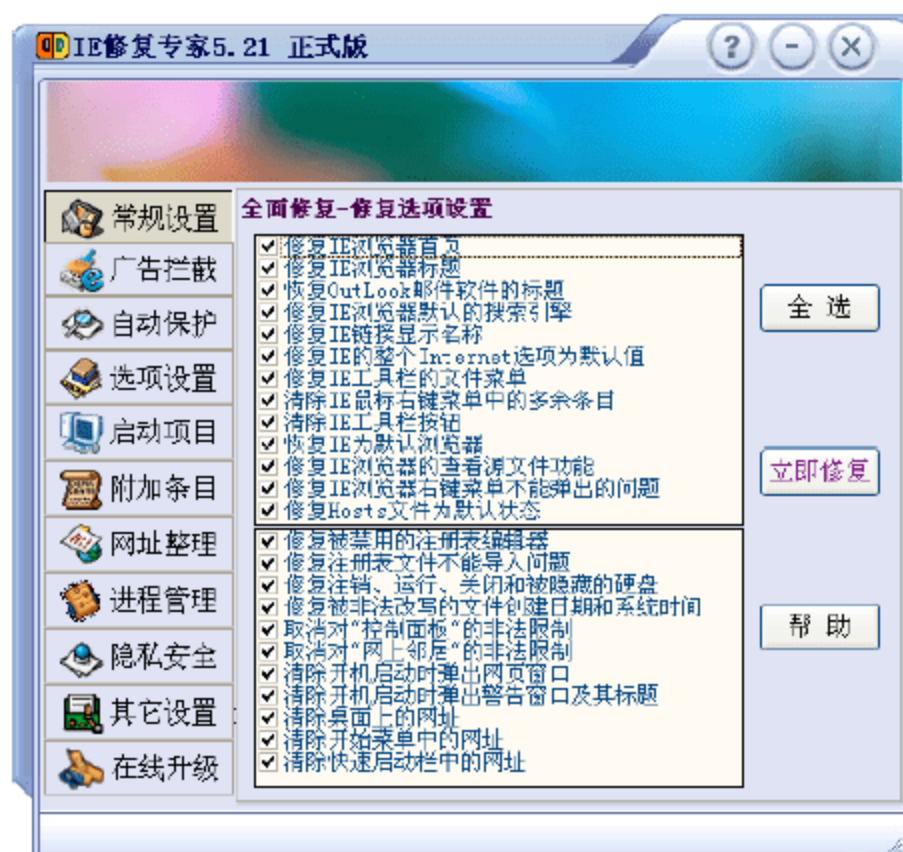 IE修复专家5.21 正式版
常规设置
广告拦截
自动保护
选项设置
启动项目
附加条目
网址整理
进程管理
隐私安全
其它设置:
在线升级
全面修复-修复选项设置
修复IE浏览器首页
修复IE浏览器标题
恢复OutLook邮件软件的标题
修复IE浏览器默认的搜索引擎
修复IE链接显示名称
修复IE的整个Internet选项为默认值
修复IE工具栏的文件菜单
清除IE鼠标右键菜单中的多余条目
清除IE工具栏按钮
恢复IE为默认浏览器
修复IE浏览器的查看源文件功能
修复IE浏览器右键菜单不能弹出的问题
修复Hosts文件为默认状态
修复被禁用的注册表编辑器
修复注册表文件不能导入问题
修复注销、运行、关闭和被隐藏的硬盘
修复被非法改写的文件创建日期和系统时间
取消对“控制面板“的非法限制
取消对“网上邻居“的非法限制
清除开机启动时弹出网页窗口
清除开机启动时弹出警告窗口及其标题
清除桌面上的网址
清除开始菜单中的网址
清除快速启动栏中的网址
全 选
立即修复
帮 助